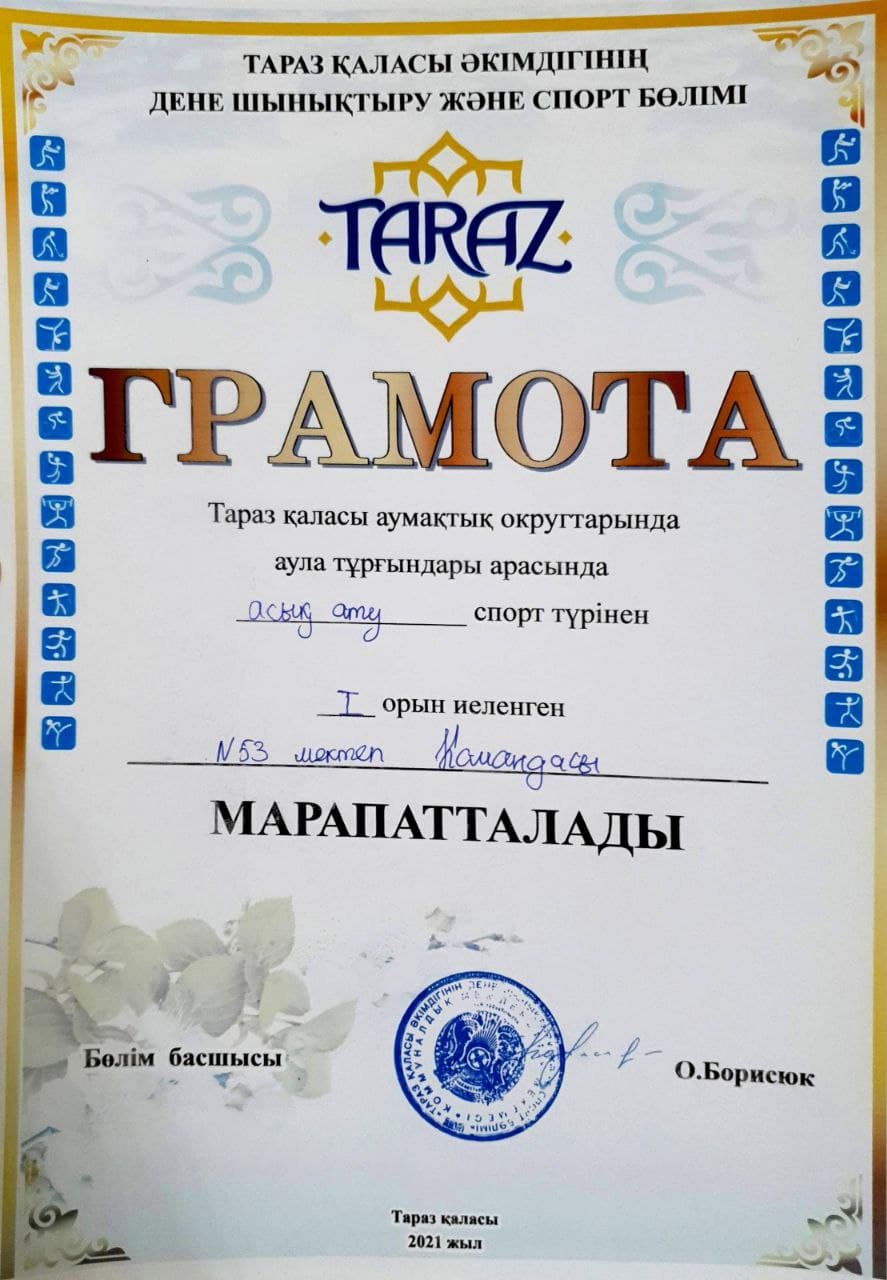 ТАРАЗ ҚАЛАСЫ ӘКІМДІГІНІҢ
ДЕНЕ ШЫНЫҚТЫРУ ЖӘНЕ СПОРТ БӨЛІМІ
TARAZ
ГРАМОТА
Тараз қаласы аумақтық округтарында
аула тұрғындары арасында
асық ату спорт түрінен
I орын иеленген
N53 мектеп Командасы
МАРАПАТТАЛАДЫ
Бөлім басшысы
О.Борисюк
Тараз қаласы
2021 жыл